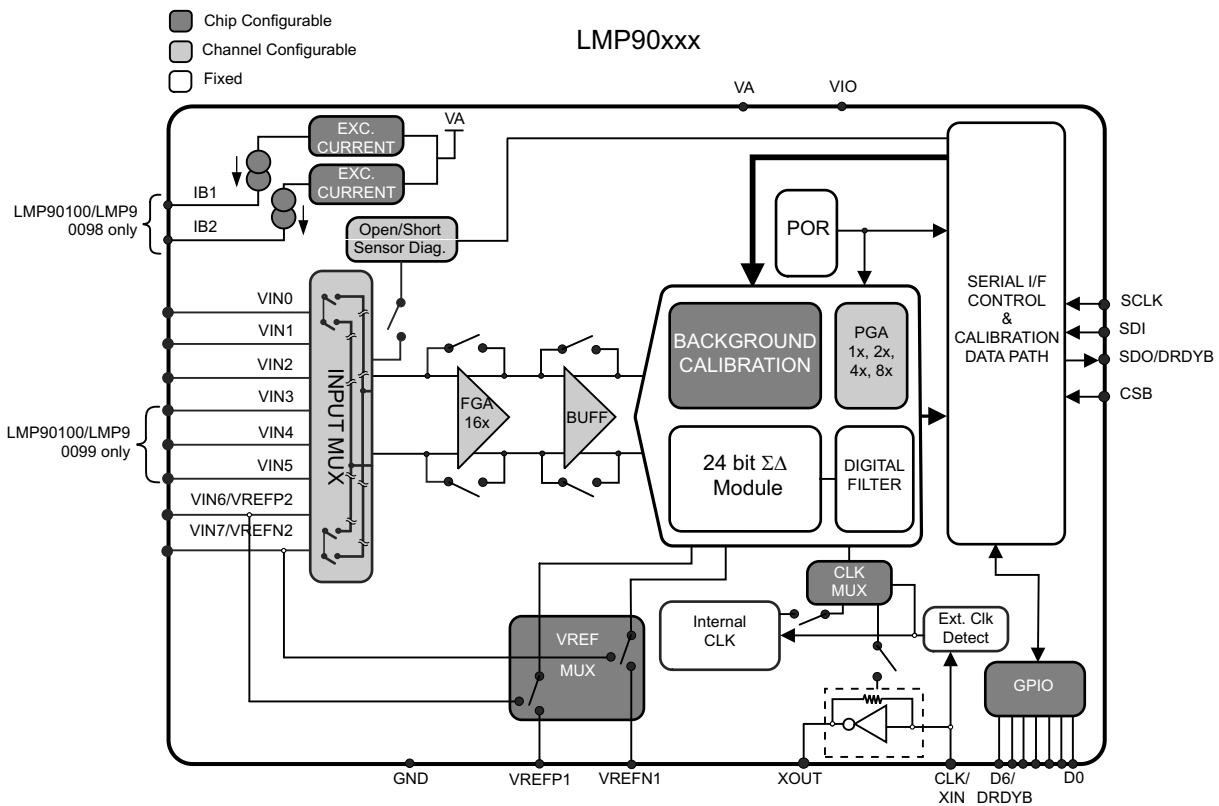 Chip Configurable
Channel Configurable
Fixed
LMP90xxx
VA
VIO
VA
EXC.
CURRENT
EXC.
CURRENT
IB1
IB2
LMP90100/LMP9
0098 only
Open/Short
Sensor Diag.
POR
SERIAL I/F
CONTROL
&
CALIBRATION
DATA PATH
SCLK
SDI
SDO/DRDYB
CSB
VIN0
VIN1
VIN2
VIN3
VIN4
VIN5
VIN6/VREFP2
VIN7/VREFN2
LMP90100/LMP9
0099 only
INPUT MUX
FGA
16x
BUFF
BACKGROUND
CALIBRATION
PGA
1x, 2x,
4x, 8x
24 bit ΣΔ
Module
DIGITAL
FILTER
CLK
MUX
Internal
CLK
Ext. Clk
Detect
VREF
MUX
GPIO
GND
VREFP1
VREFN1
XOUT
CLK/
XIN
D6/
DRDYB
D0